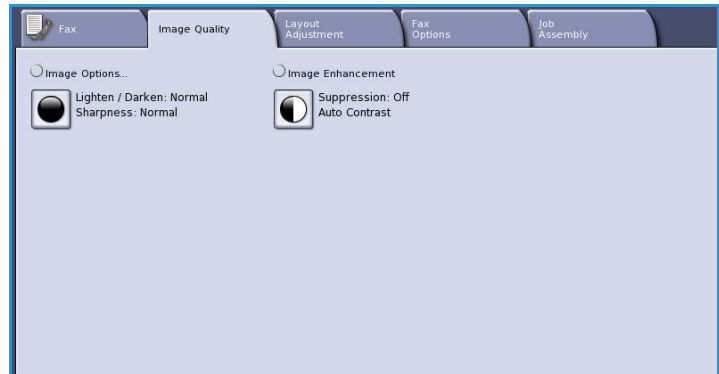 Fax
Image Quality
Layout
Adjustment
Fax
Options
Job
Assembly
Image Options...
Lighten / Darken: Normal
Sharpness: Normal
Image Enhancement
Suppression: Off
Auto Contrast